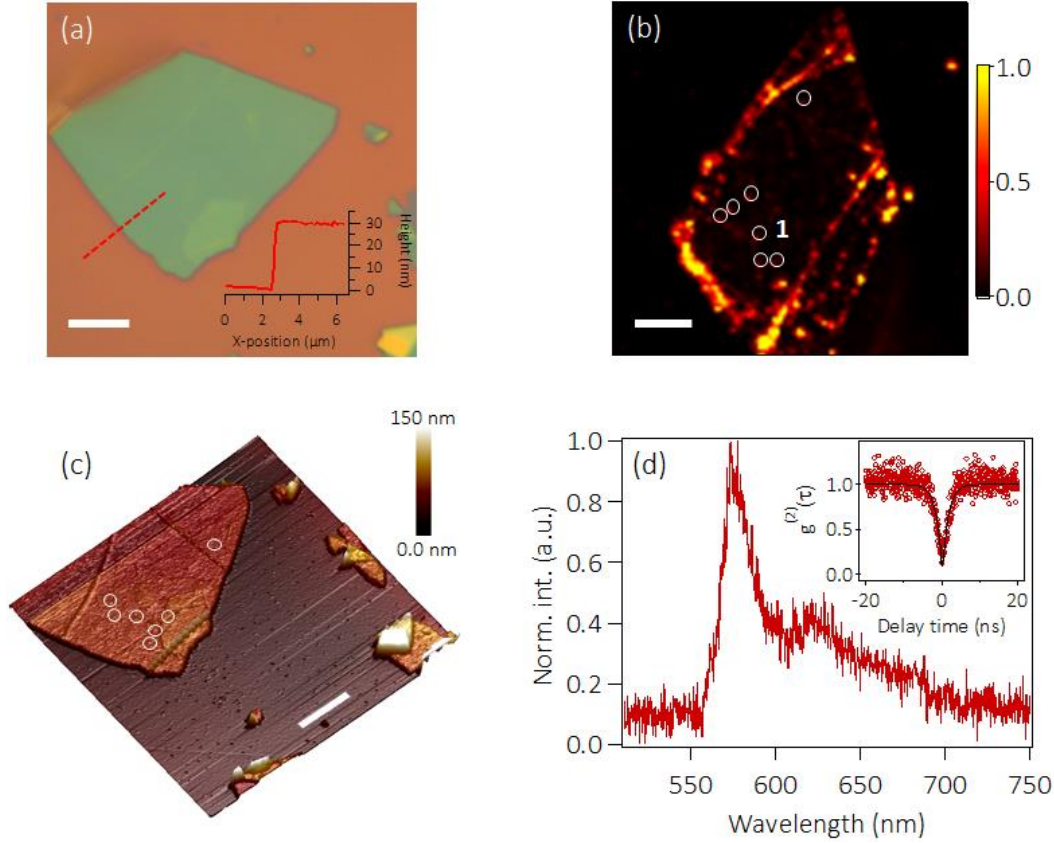 (a)
30
20
10
0
Height (nm)
0 2 4 6
X-position (µm)
(b)
1
1.0
0.5
0.0
(c)
150 nm
0.0 nm
(d)
1.0
0.8
0.6
0.4
0.2
0.0
Norm. int. (a.u.)
550 600 650 700 750
Wavelength (nm)
1.0
0.5
1.0
0.0
g(2)(τ)
-20 0 20
Delay time (ns)